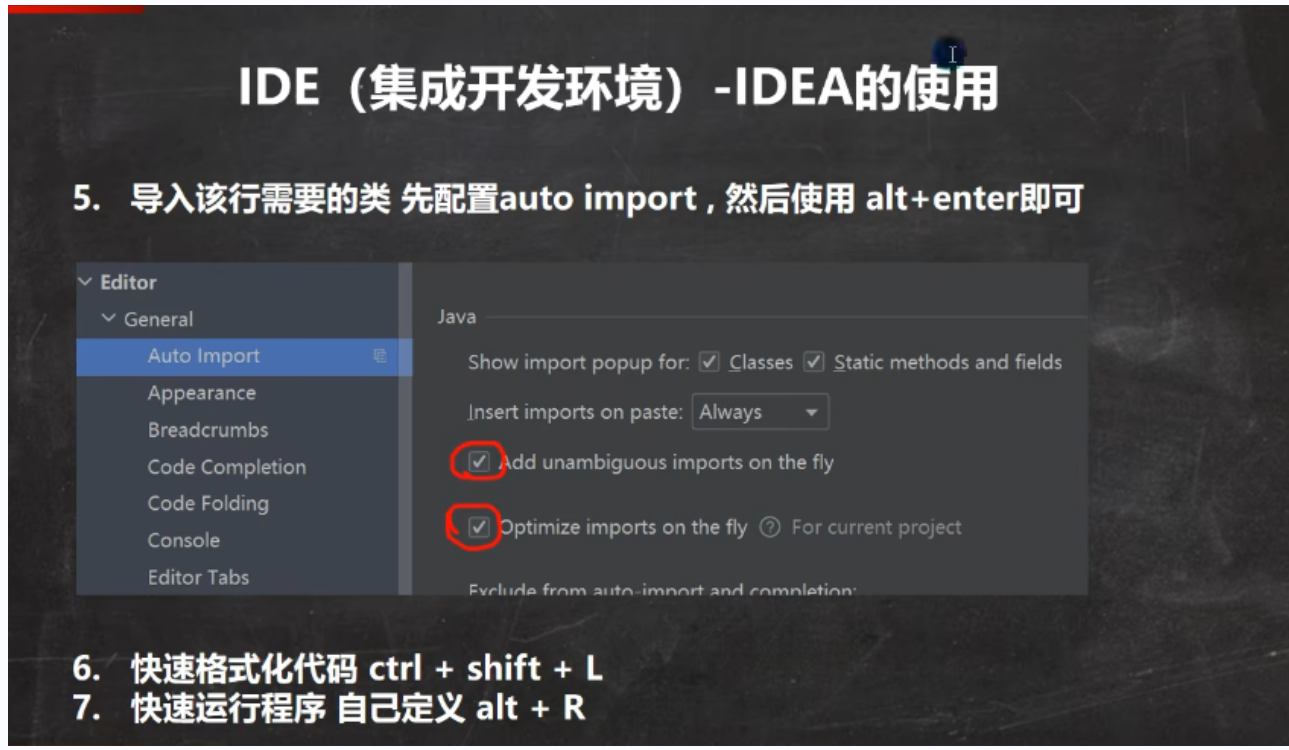 IDE（集成开发环境）-IDEA的使用
5. 导入该行需要的类 先配置auto import , 然后使用 alt+enter即可
Editor
General
Auto Import
Appearance
Breadcrumbs
Code Completion
Code Folding
Console
Editor Tabs
Java
Show import popup for: Classes Static methods and fields
Insert imports on paste: Always
Add unambiguous imports on the fly
Optimize imports on the fly ? For current project
Exclude from auto-import and completion:
6. 快速格式化代码 ctrl + shift + L
7. 快速运行程序 自己定义 alt + R